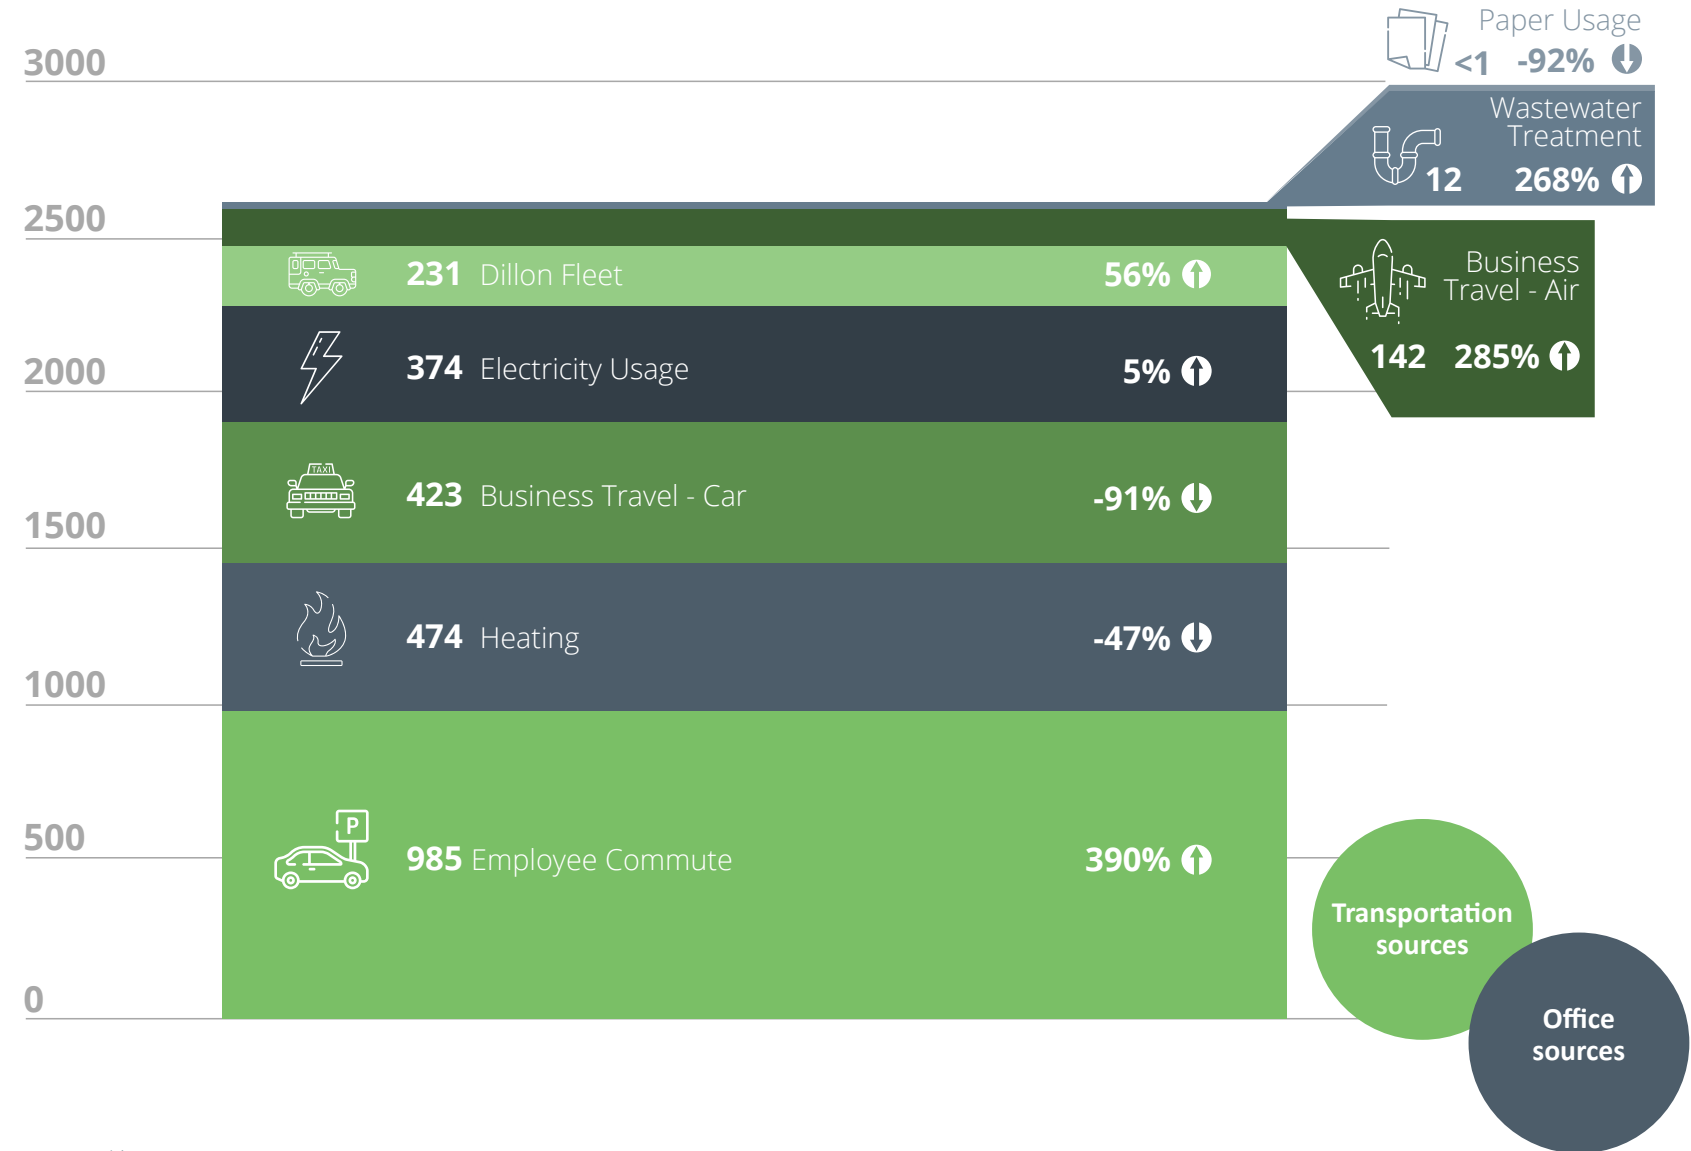 Paper Usage
<1 -92%
3000
Wastewater
Treatment
12 268%
2500
231 Dillon Fleet 56%
Business
Travel - Air
142 285%
374 Electricity Usage 5%
2000
TAXI
423 Business Travel - Car -91%
1500
474 Heating -47%
1000
P
500
985 Employee Commute 390%
Transportation
sources
0
Office
sources